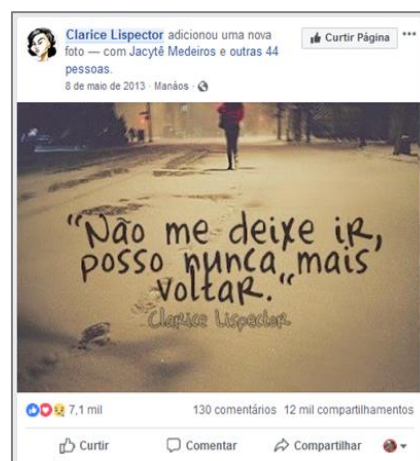 Clarice Lispector adicionou uma nova
foto — com Jacytê Medeiros e outras 44
pessoas.
Curtir Página
8 de maio de 2013 · Manáos ·
"Não me deixe ir,
posso nunca mais
voltar."
Clarice Lispector
7,1 mil
130 comentários 12 mil compartilhamentos
Curtir Comentar Compartilhar